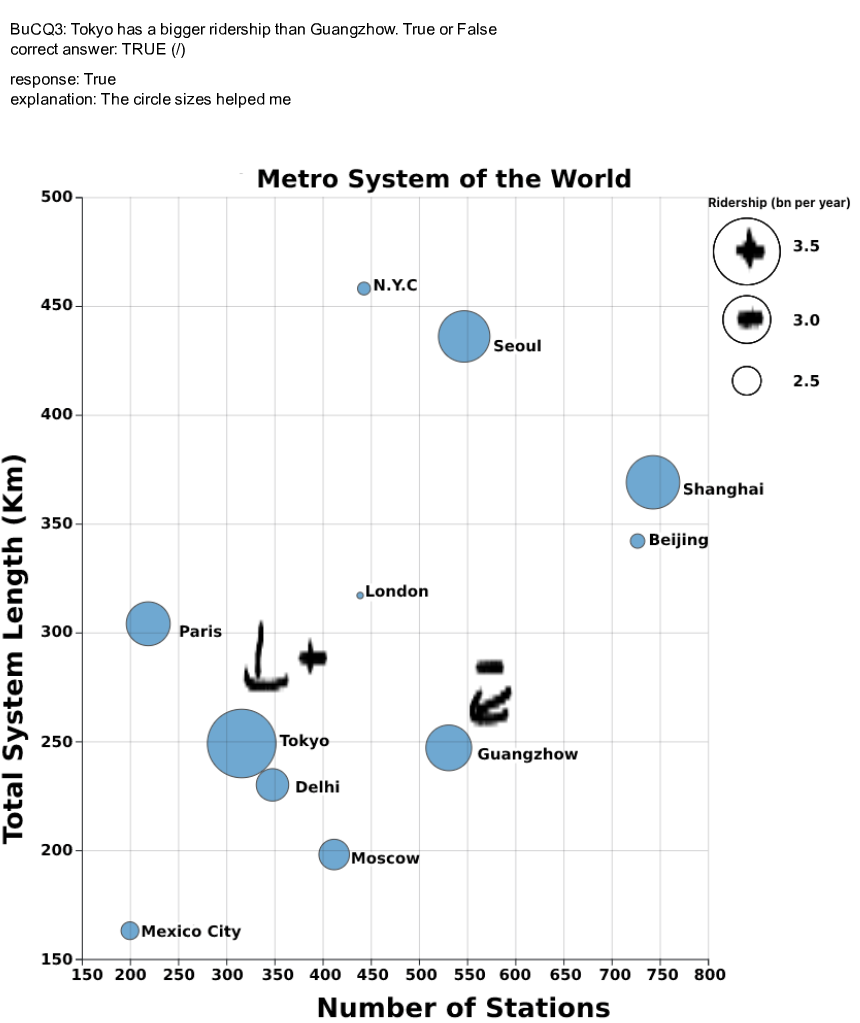 BuCQ3: Tokyo has a bigger ridership than Guangzhow. True or False
correct answer: TRUE (/)
response: True
explanation: The circle sizes helped me
Metro System of the World
Ridership (bn per year)
3.5
3.0
2.5
Total System Length (Km)
500
450
400
350
300
250
200
150
N.Y.C
Seoul
Shanghai
Beijing
London
Paris
Tokyo
Guangzhow
Delhi
Moscow
Mexico City
150 200 250 300 350 400 450 500 550 600 650 700 750 800
Number of Stations